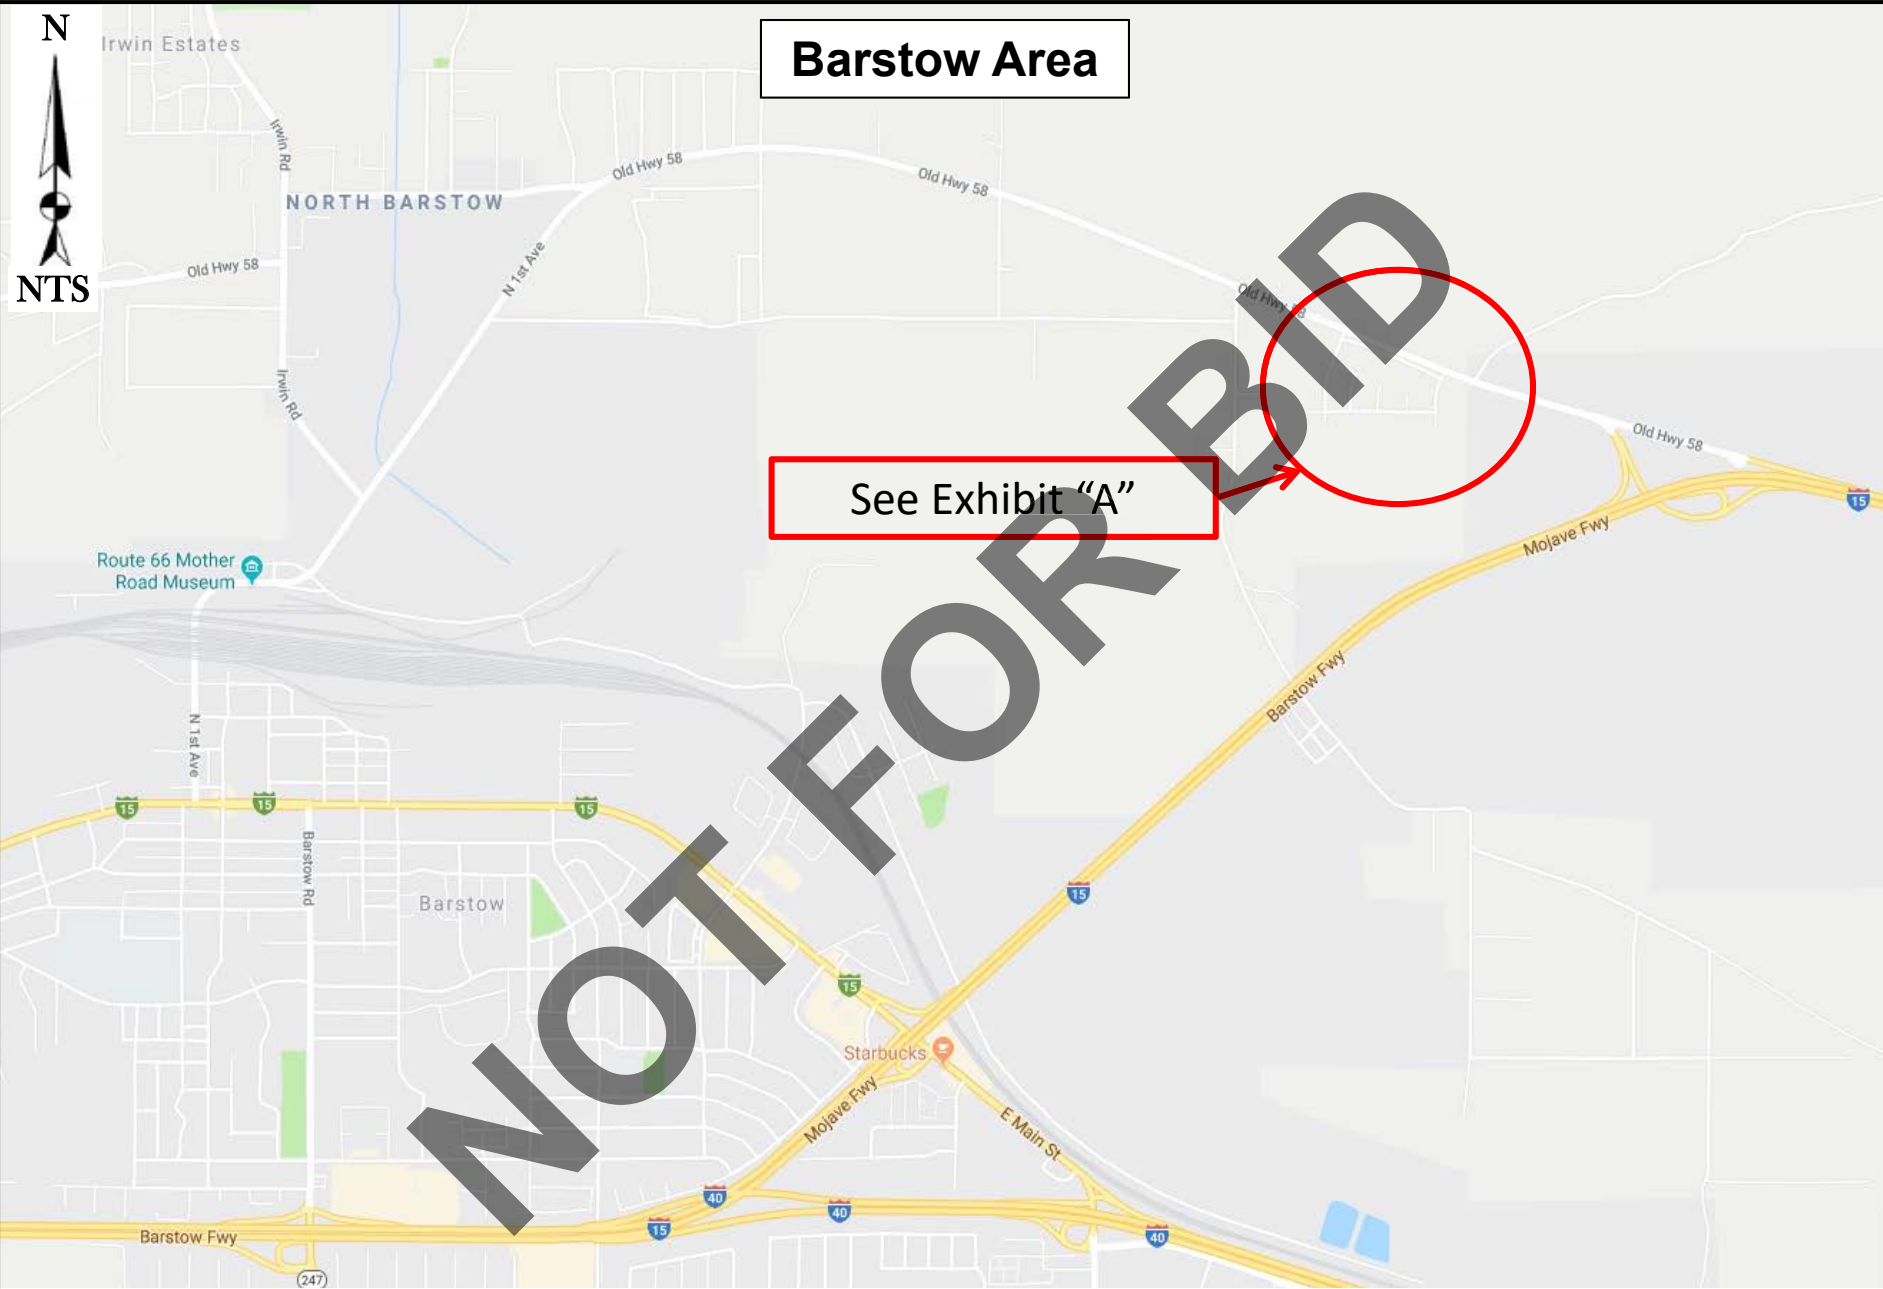 N
Irwin Estates
Barstow Area
Irwin Rd
Old Hwy 58
Old Hwy 58
NORTH BARSTOW
N 1st Ave
Old Hwy 58
NTS
Old Hwy 58
Irwin Rd
Old Hwy 58
See Exhibit “A”
15
Mojave Fwy
Route 66 Mother
Road Museum
Barstow Fwy
N 1st Ave
15
15
15
Barstow Rd
Barstow
15
15
Starbucks
Mojave Fwy
E Main St
40
40
15
40
Barstow Fwy
247
NOT FOR BID